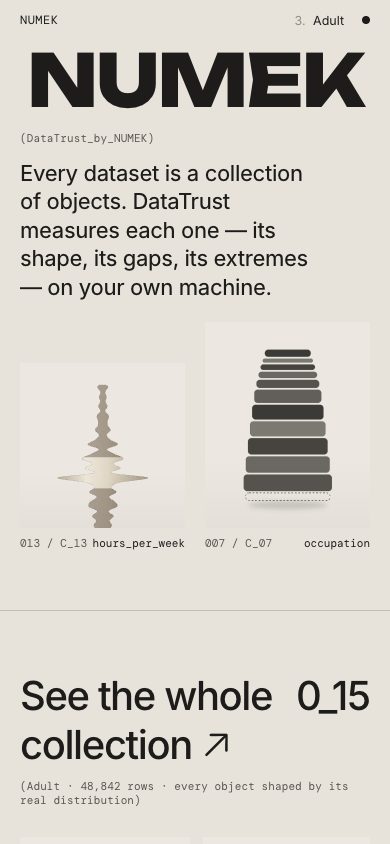 NUMEK
3. Adult
NUMEK
(DataTrust_by_NUMEK)
Every dataset is a collection
of objects. DataTrust
measures each one — its
shape, its gaps, its extremes
— on your own machine.
013 / C_13 hours_per_week
007 / C_07 occupation
See the whole 0_15
collection ↗
(Adult · 48,842 rows · every object shaped by its
real distribution)